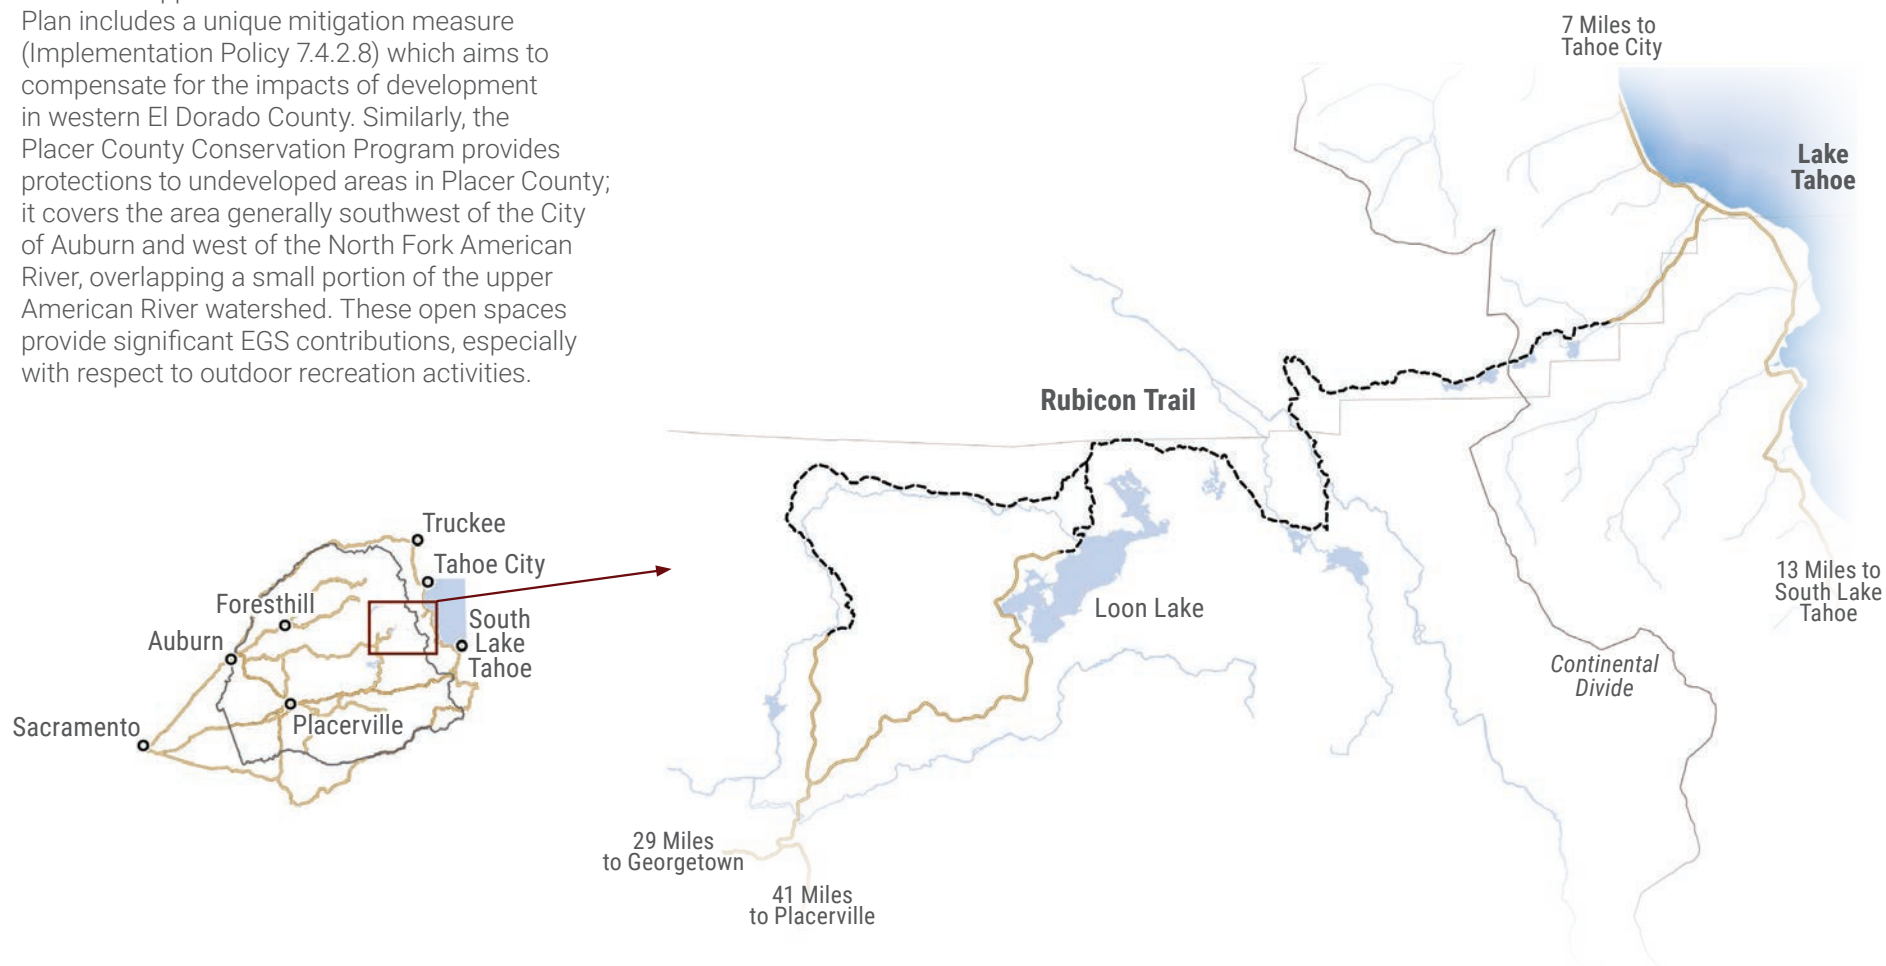 Plan includes a unique mitigation measure
(Implementation Policy 7.4.2.8) which aims to
compensate for the impacts of development
in western El Dorado County. Similarly, the
Placer County Conservation Program provides
protections to undeveloped areas in Placer County;
it covers the area generally southwest of the City
of Auburn and west of the North Fork American
River, overlapping a small portion of the upper
American River watershed. These open spaces
provide significant EGS contributions, especially
with respect to outdoor recreation activities.
7 Miles to
Tahoe City
Lake
Tahoe
Rubicon Trail
Loon Lake
13 Miles to
South Lake
Tahoe
Continental
Divide
29 Miles
to Georgetown
41 Miles
to Placerville
Truckee
Tahoe City
Foresthill
South
Lake
Tahoe
Auburn
Placerville
Sacramento